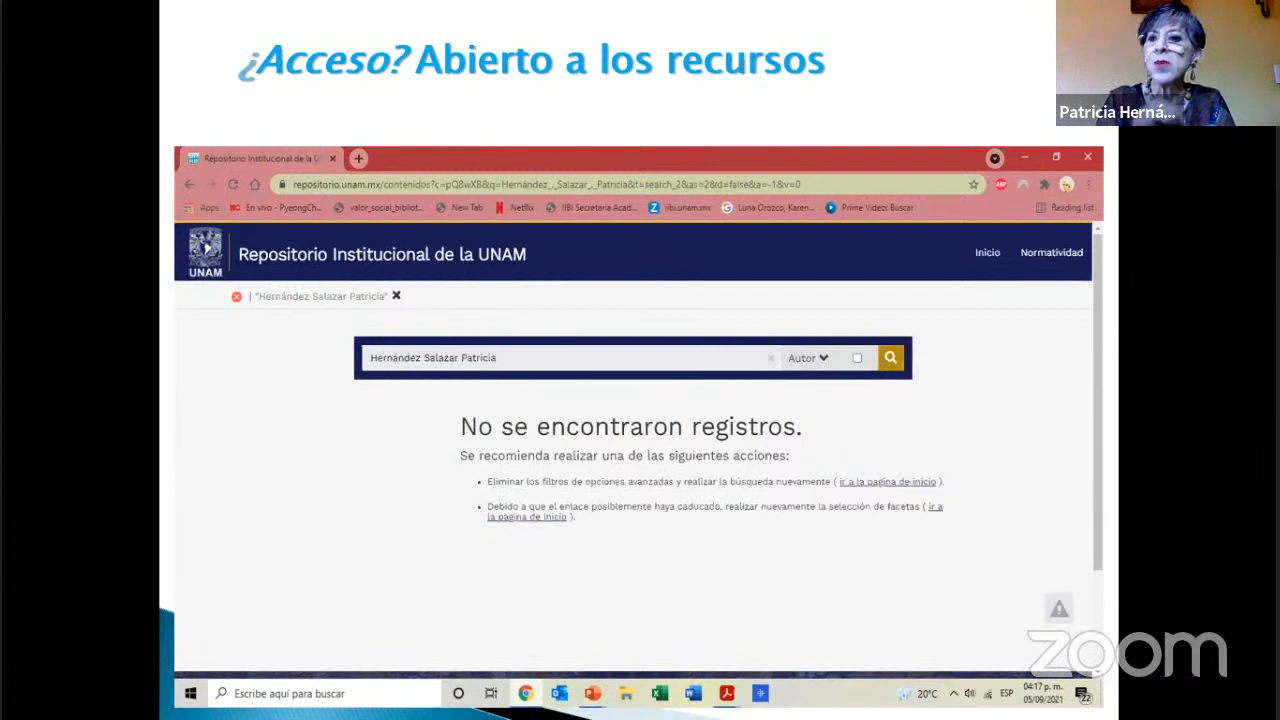 ¿Acceso? Abierto a los recursos
Patricia Herná...
Repositorio Institucional de la U
repositorio.unam.mx/contenidos?c=pQ8wXB&q=Hernández_._Salazar_._Patricia&t=search_2&as=2&rd=false&a=-1&v=0
Apps En vivo - PyeongCh... valor_social_bibliot... New Tab Netflix IIBI Secretaría Acad... iibi.unam.mx Luna Orozco, Karen... Prime Video: Buscar Reading list
UNAM
Repositorio Institucional de la UNAM
Inicio Normatividad
| "Hernández Salazar Patricia"
Hernández Salazar Patricia Autor
No se encontraron registros.
Se recomienda realizar una de las siguientes acciones:
Eliminar los filtros de opciones avanzadas y realizar la búsqueda nuevamente ( ir a la pagina de inicio ).
Debido a que el enlace posiblemente haya caducado, realizar nuevamente la selección de facetas ( ir a
la pagina de inicio ).
zoom
Escribe aquí para buscar
20°C ESP 04:17 p. m.
05/09/2021
22